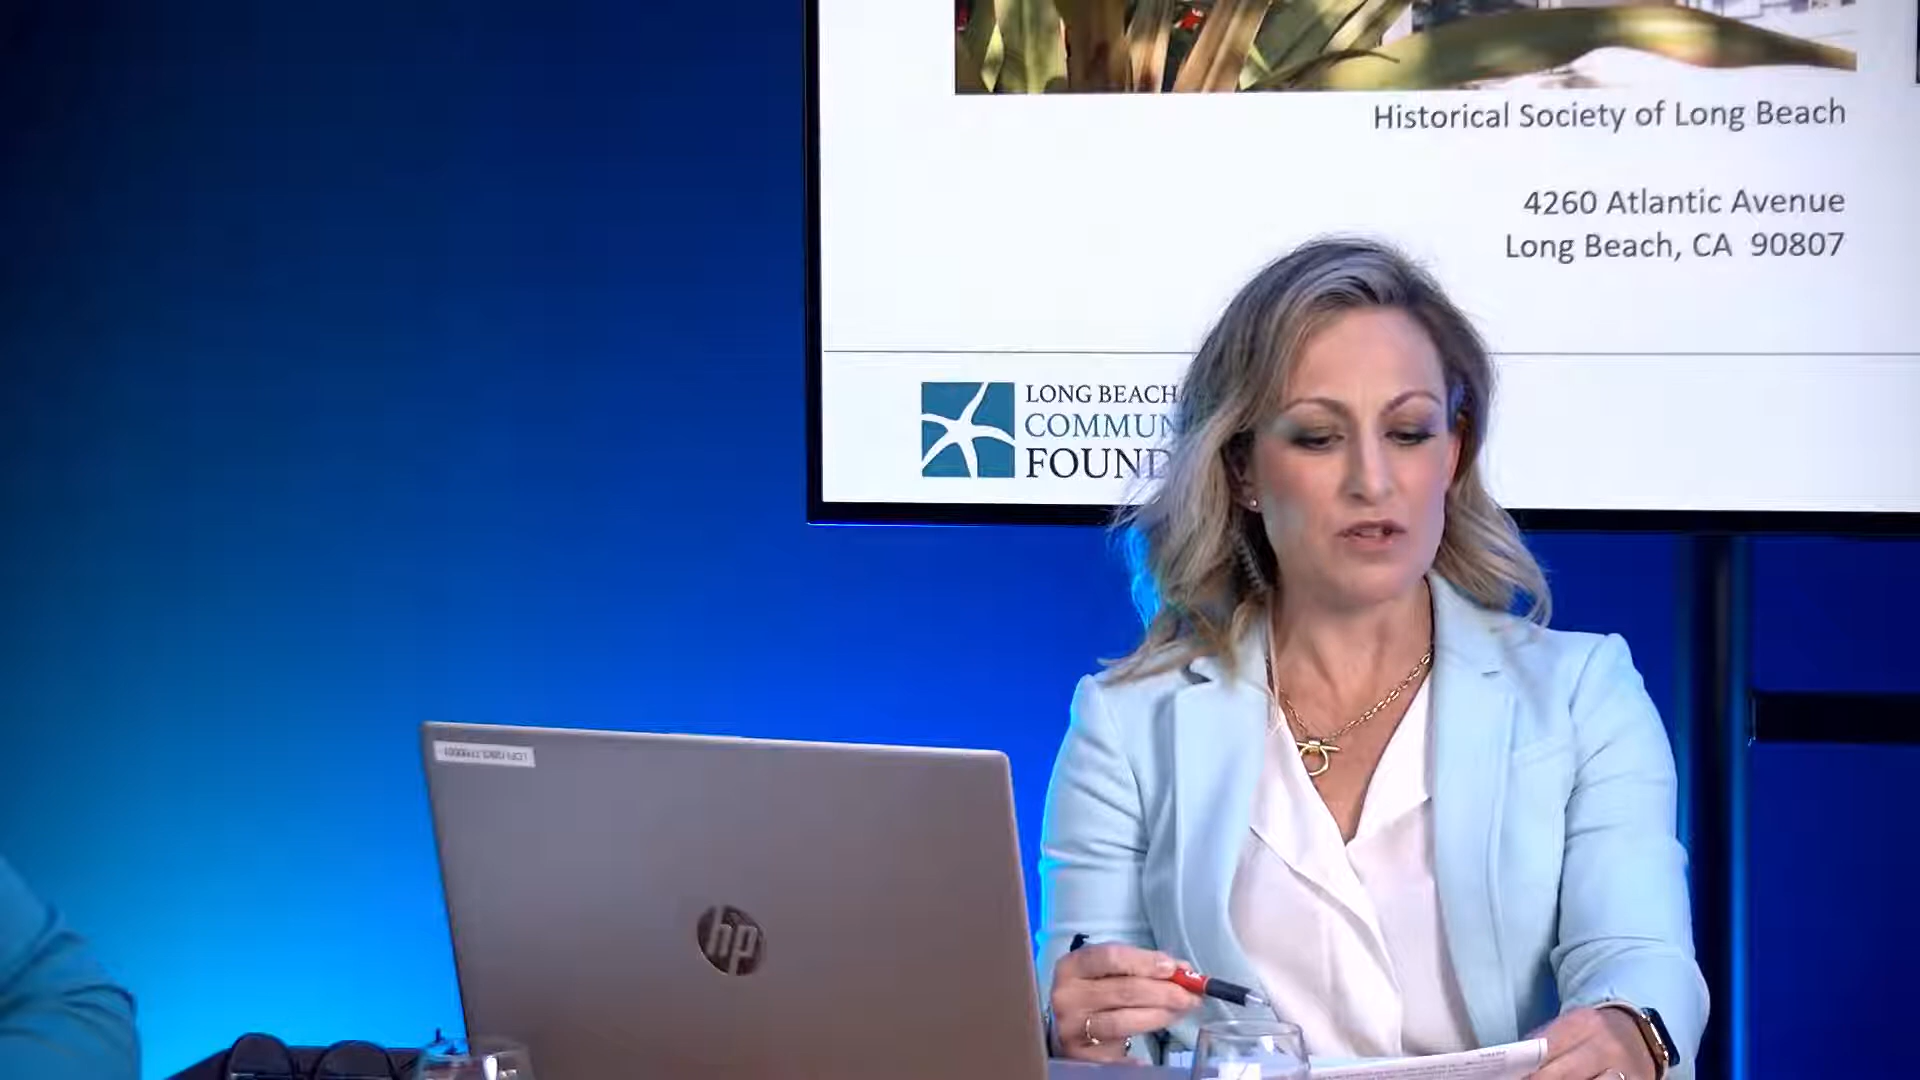 Historical Society of Long Beach
4260 Atlantic Avenue
Long Beach, CA 90807
LONG BEACH
COMMUN
FOUND
hp